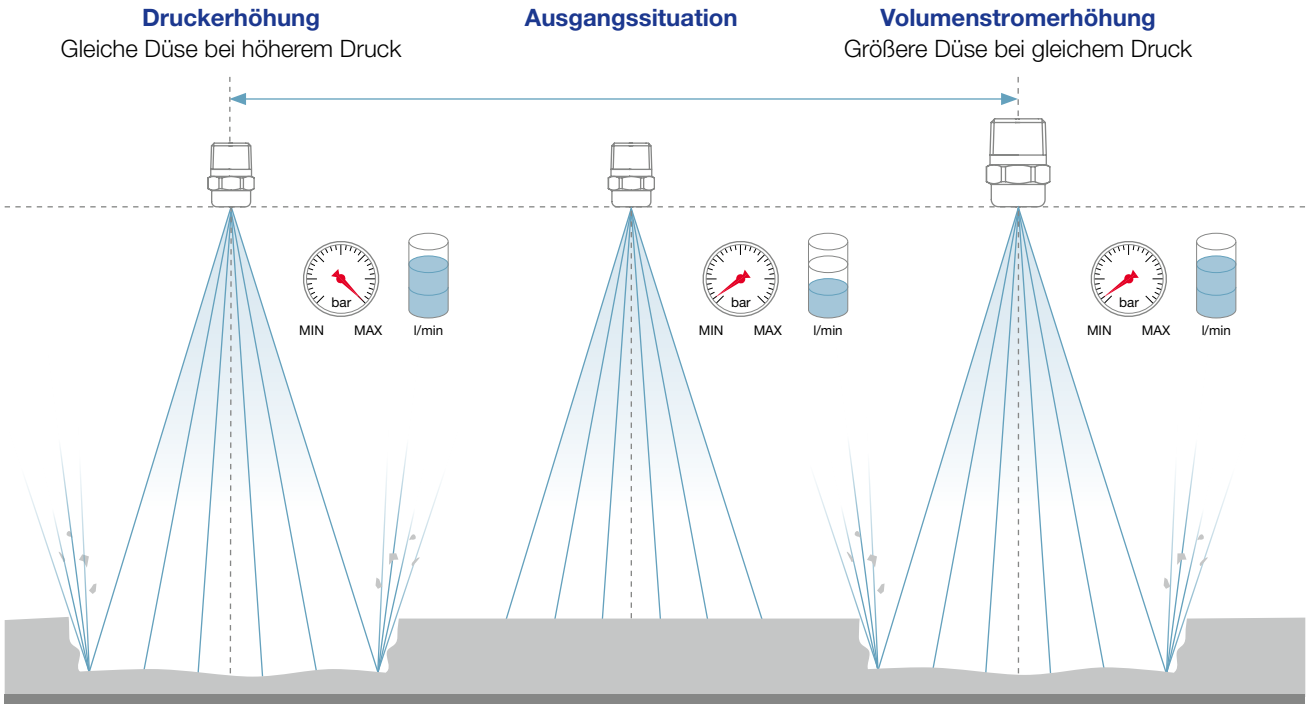 Druckerhöhung
Gleiche Düse bei höherem Druck
Ausgangssituation
Volumenstromerhöhung
Größere Düse bei gleichem Druck
bar
MIN MAX l/min
bar
MIN MAX l/min
bar
MIN MAX l/min